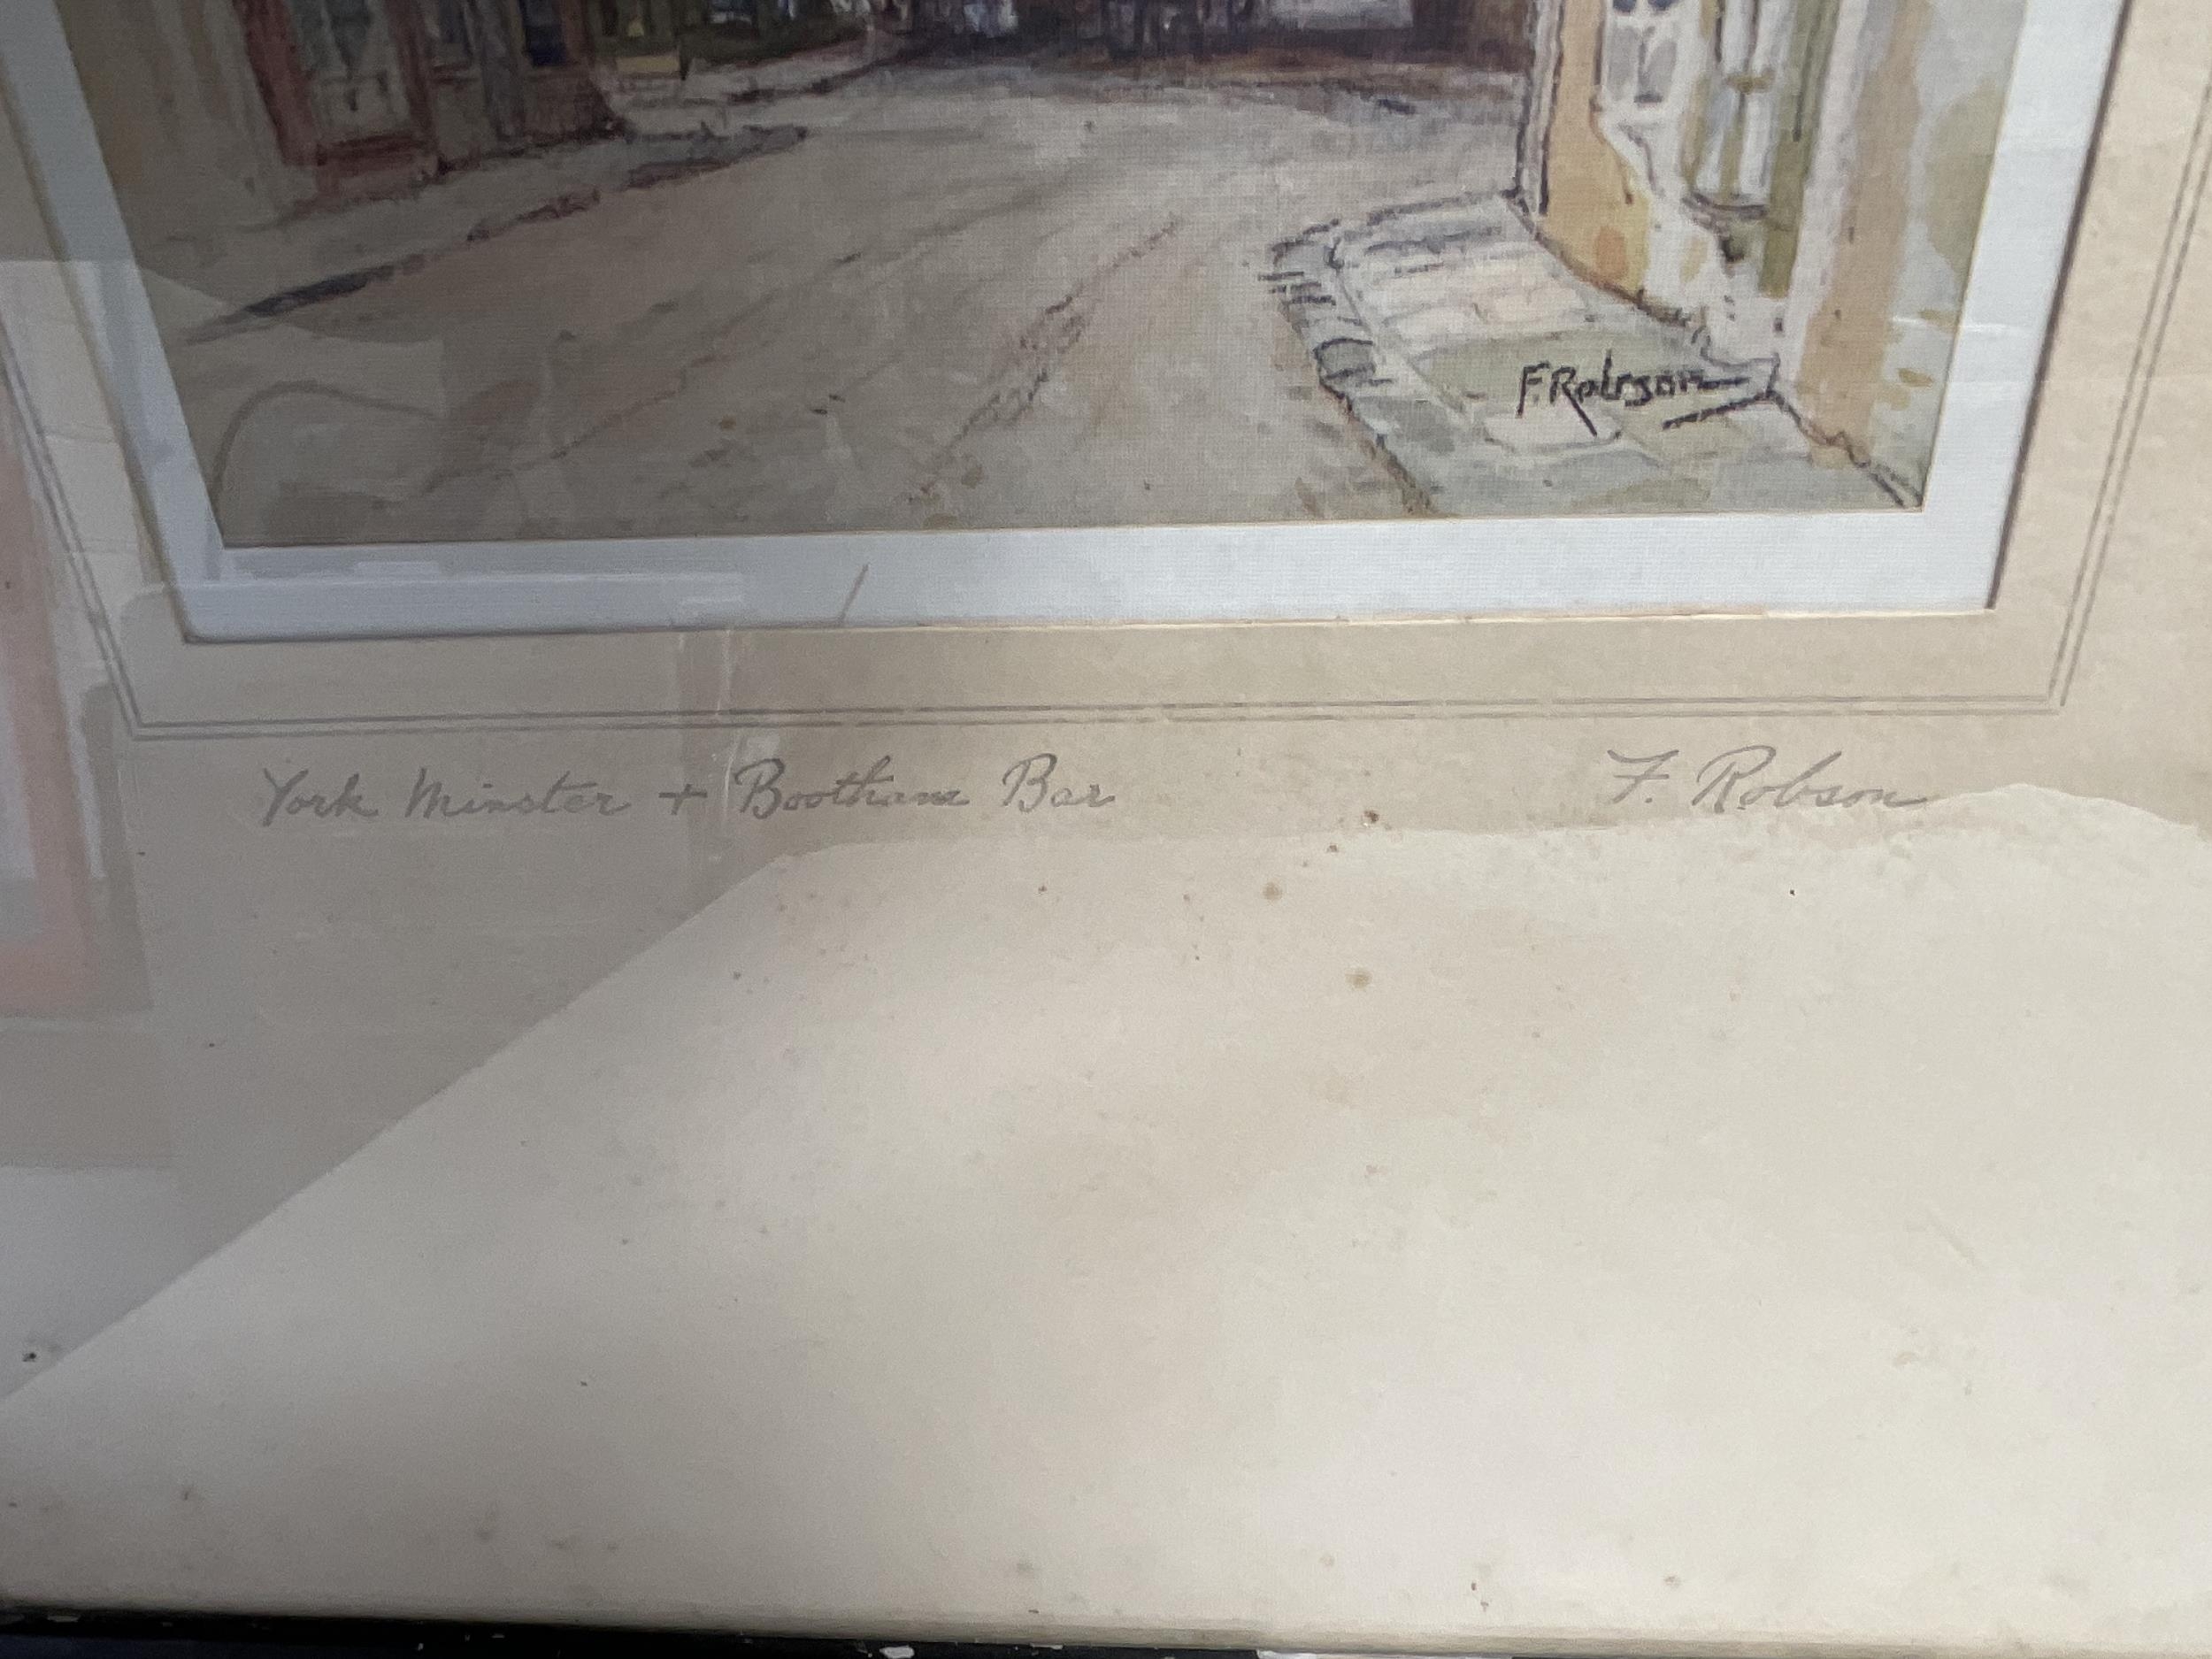 F. Robson
York Minster + Bootham Bar
F. Robson